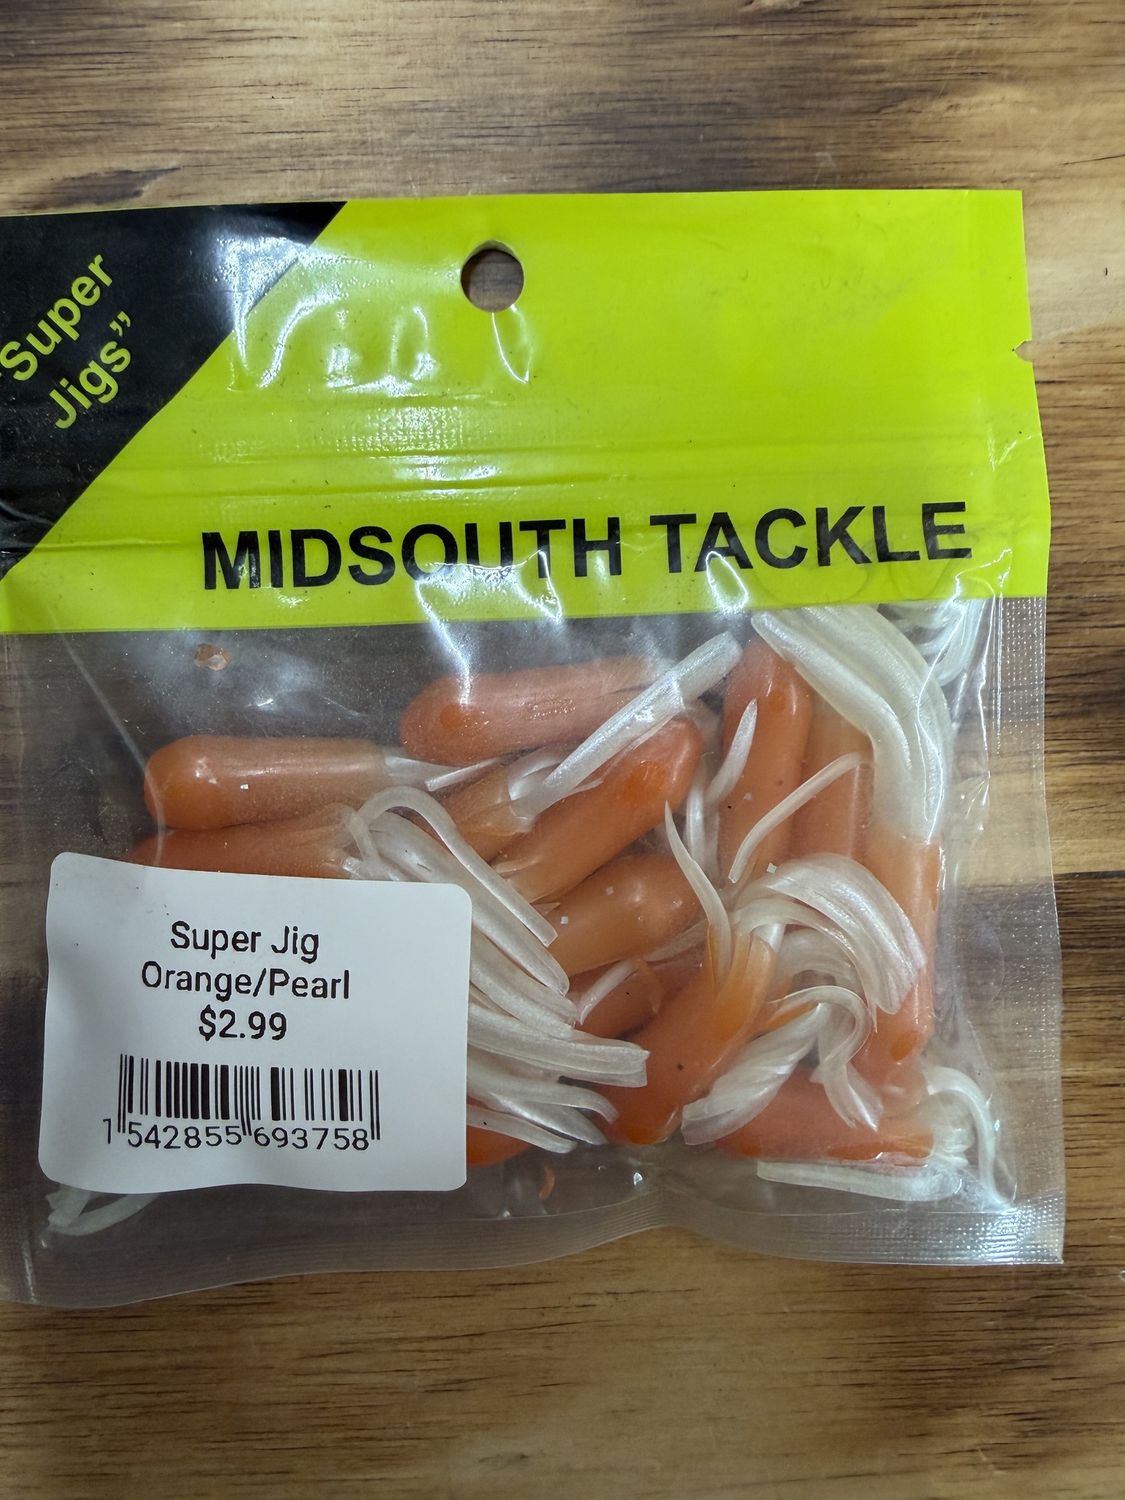 "Super
Jigs"
MIDSOUTH TACKLE
Super Jig
Orange/Pearl
$2.99
1 542855 693758